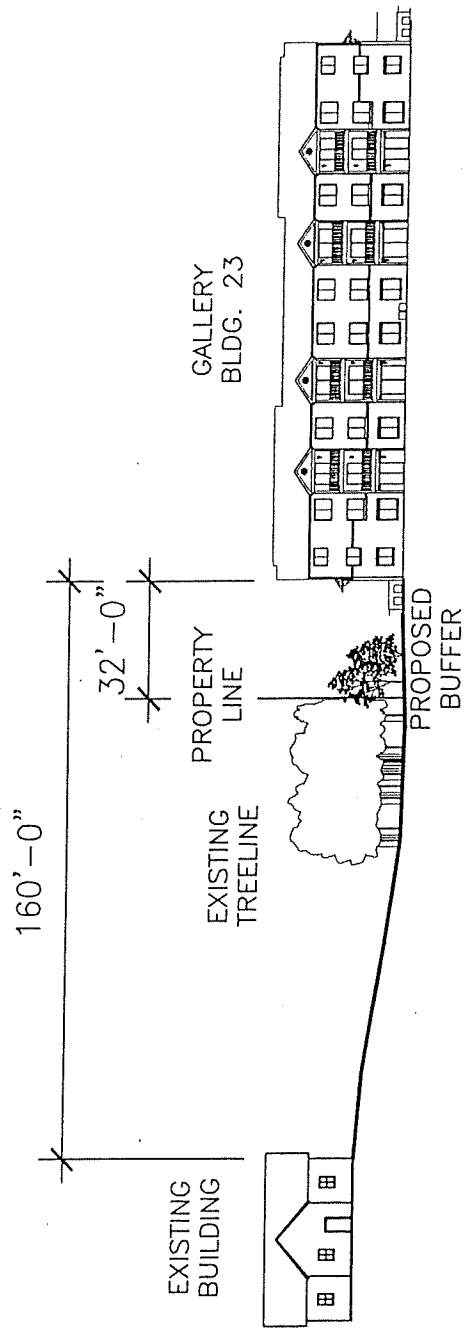 160'-0"
32'-0"
EXISTING
BUILDING
EXISTING
TREELINE
PROPERTY
LINE
GALLERY
BLDG. 23
PROPOSED
BUFFER